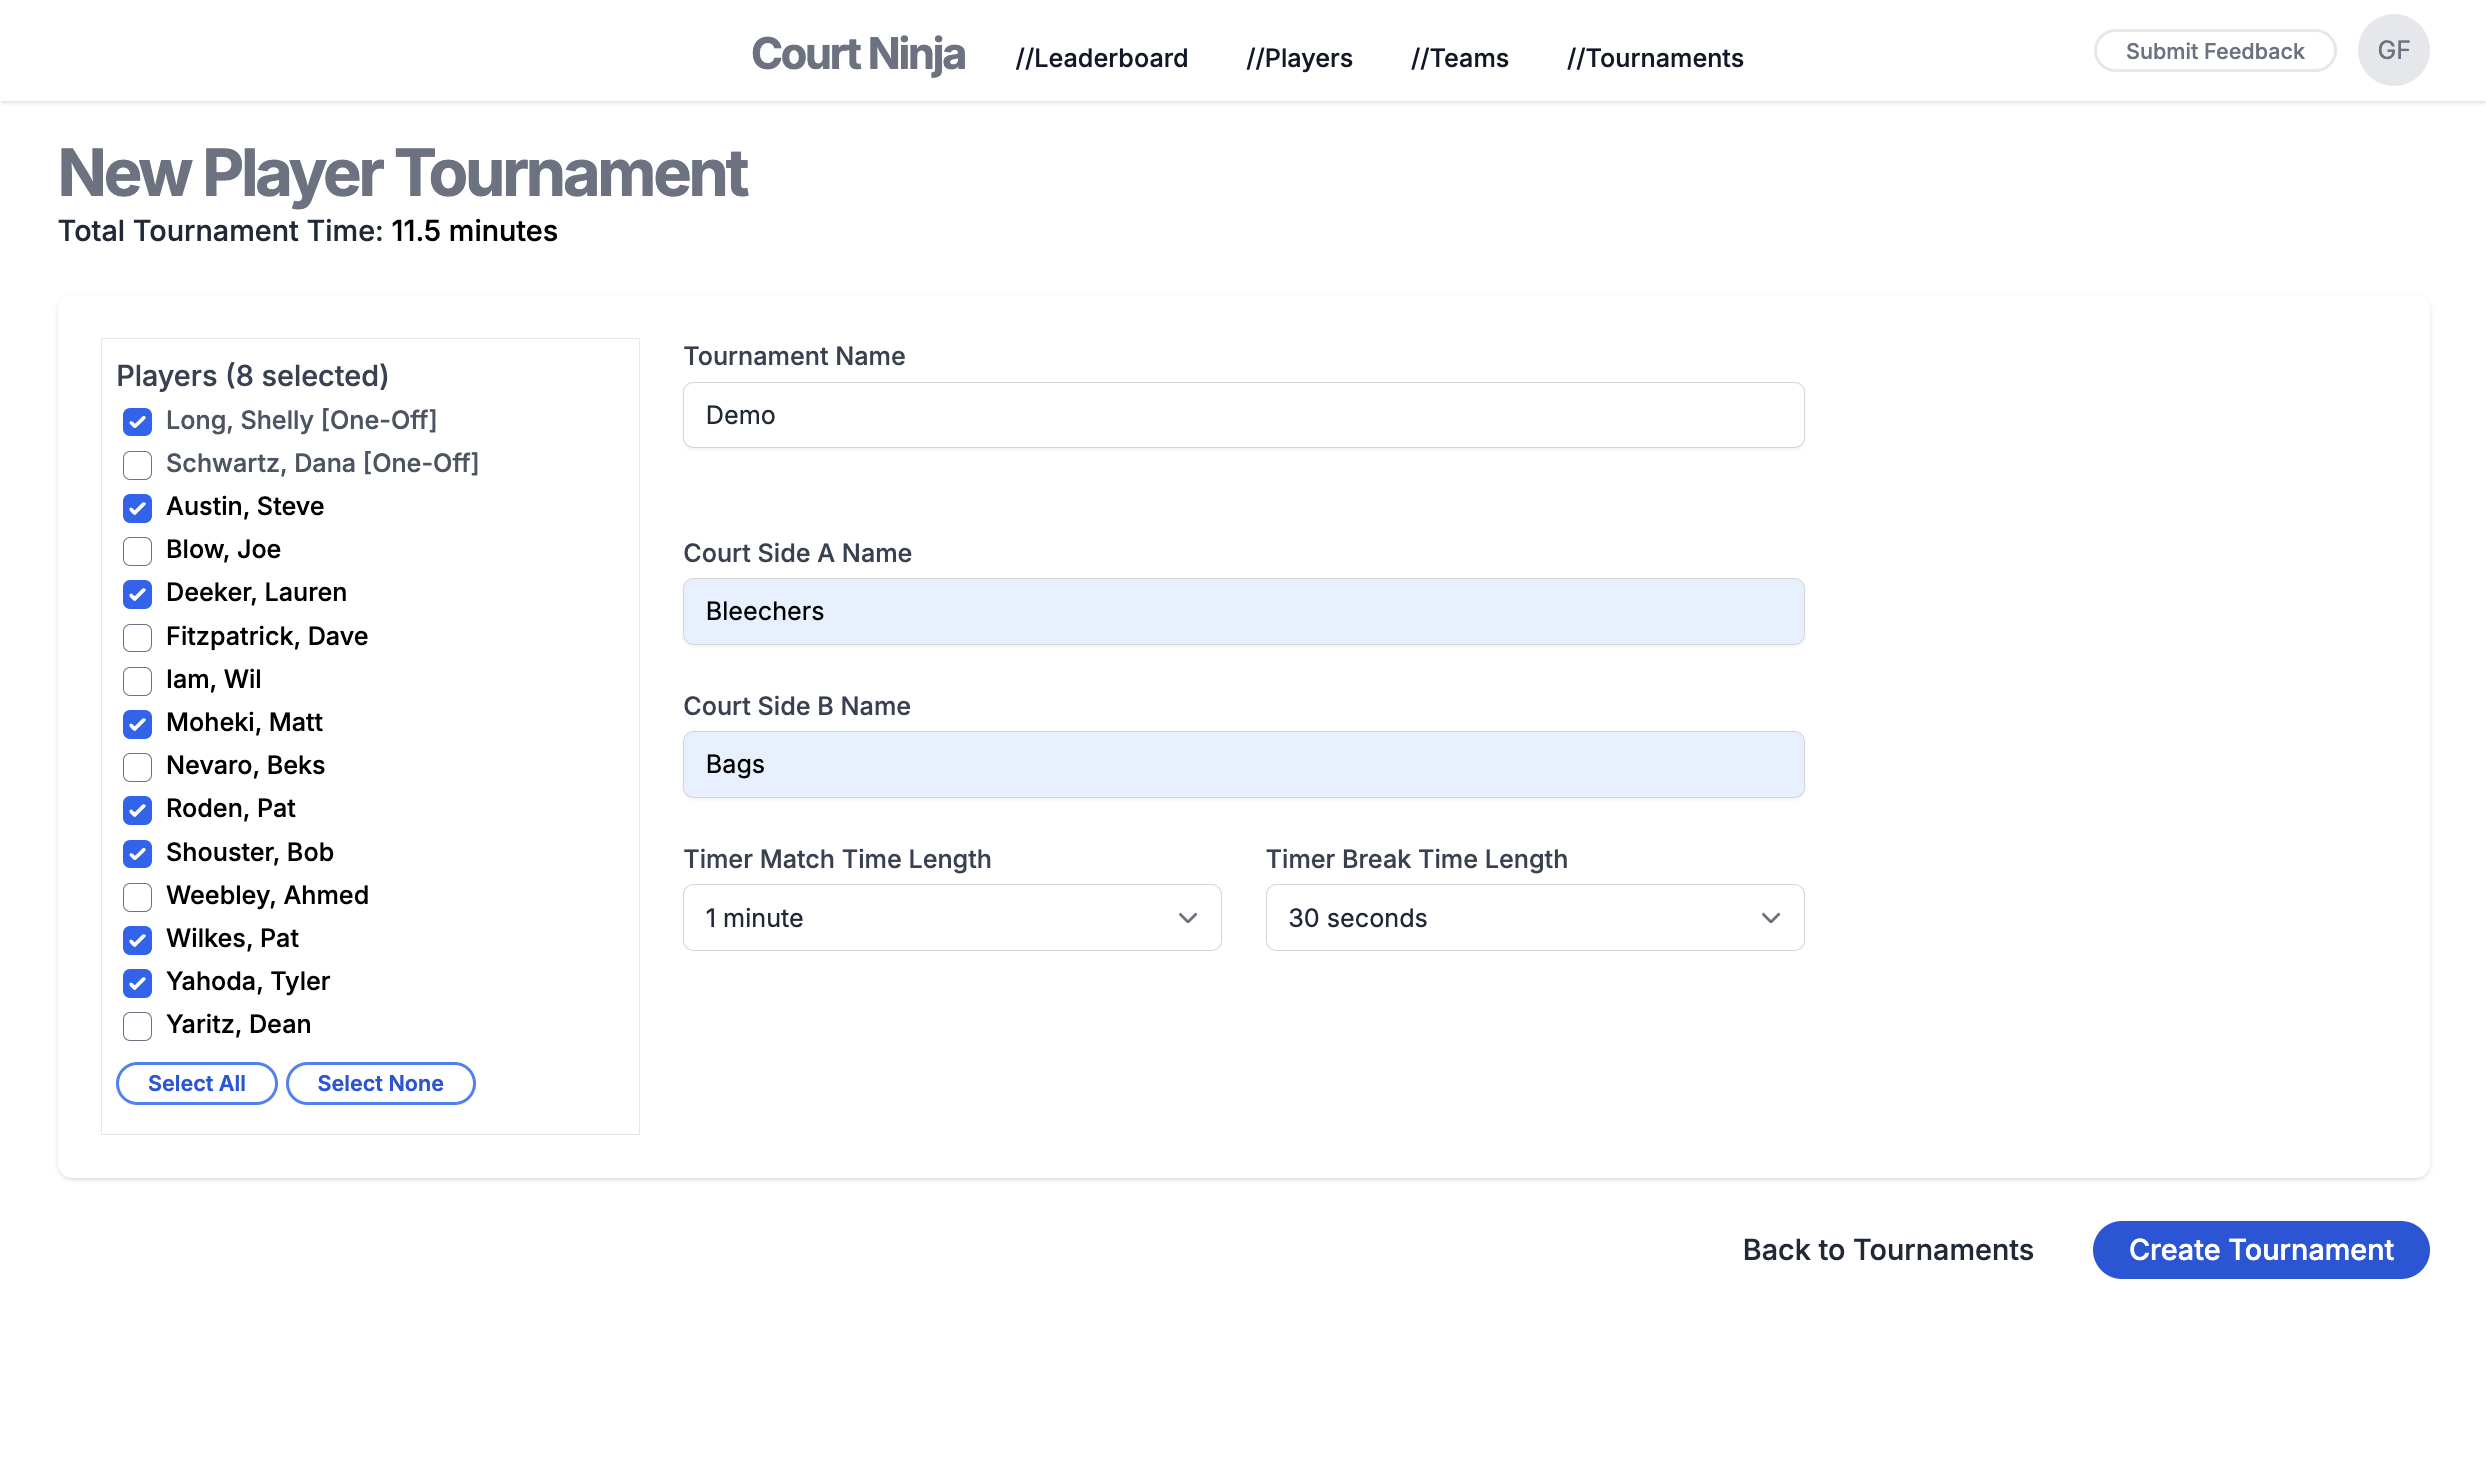 Court Ninja //Leaderboard //Players //Teams //Tournaments Submit Feedback GF
New Player Tournament
Total Tournament Time: 11.5 minutes
Players (8 selected)
Long, Shelly [One-Off]
Schwartz, Dana [One-Off]
Austin, Steve
Blow, Joe
Deeker, Lauren
Fitzpatrick, Dave
Iam, Wil
Moheki, Matt
Nevaro, Beks
Roden, Pat
Shouster, Bob
Weebley, Ahmed
Wilkes, Pat
Yahoda, Tyler
Yaritz, Dean
Select All Select None
Tournament Name
Demo
Court Side A Name
Bleechers
Court Side B Name
Bags
Timer Match Time Length Timer Break Time Length
1 minute 30 seconds
Back to Tournaments Create Tournament